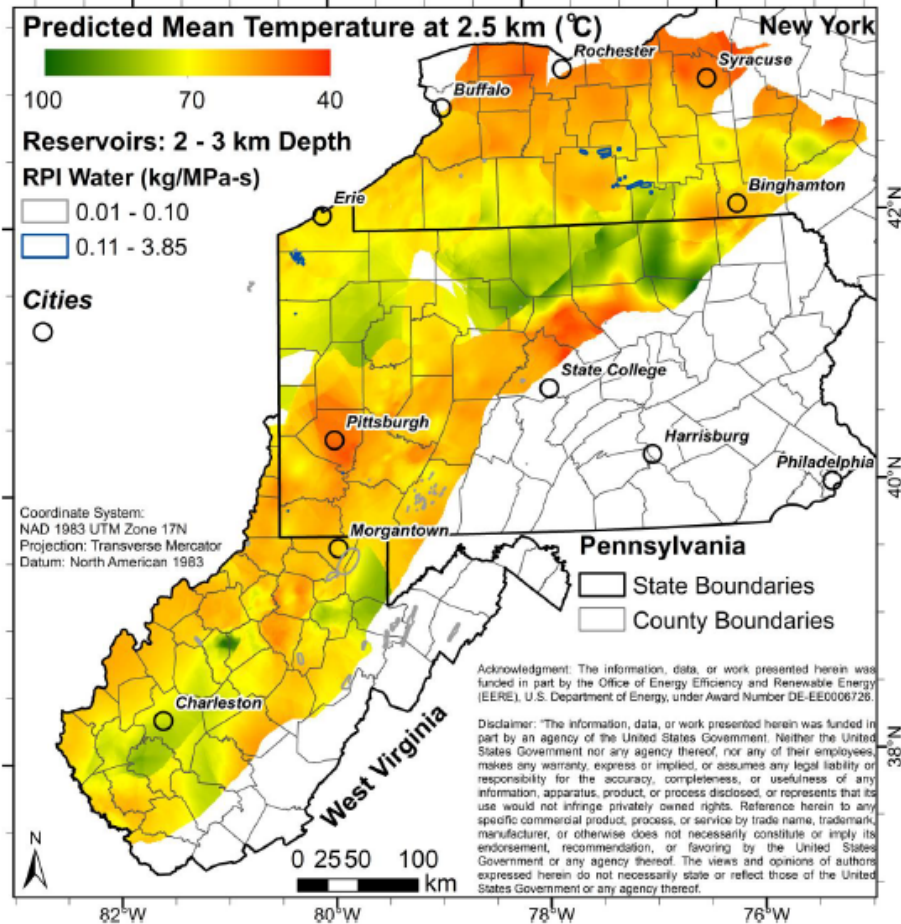 Predicted Mean Temperature at 2.5 km (°C)
New York
100 70 40
Reservoirs: 2 - 3 km Depth
RPI Water (kg/MPa-s)
0.01 - 0.10
0.11 - 3.85
Cities
Rochester
Syracuse
Buffalo
Binghamton
Erie
42°N
State College
Pittsburgh
Harrisburg
Philadelphia
40°N
Coordinate System:
NAD 1983 UTM Zone 17N
Projection: Transverse Mercator
Datum: North American 1983
Morgantown
Pennsylvania
State Boundaries
County Boundaries
Acknowledgment: The information, data, or work presented herein was
funded in part by the Office of Energy Efficiency and Renewable Energy
(EERE), U.S. Department of Energy, under Award Number DE-EE0006726.
Charleston
West Virginia
38°N
Disclaimer: "The information, data, or work presented herein was funded in
part by an agency of the United States Government. Neither the United
States Government nor any agency thereof, nor any of their employees,
makes any warranty, express or implied, or assumes any legal liability or
responsibility for the accuracy, completeness, or usefulness of any
information, apparatus, product, or process disclosed, or represents that its
use would not infringe privately owned rights. Reference herein to any
specific commercial product, process, or service by trade name, trademark,
manufacturer, or otherwise does not necessarily constitute or imply its
endorsement, recommendation, or favoring by the United States
Government or any agency thereof. The views and opinions of authors
expressed herein do not necessarily state or reflect those of the United
States Government or any agency thereof.
N
0 25 50 100
km
82°W 80°W 78°W 76°W